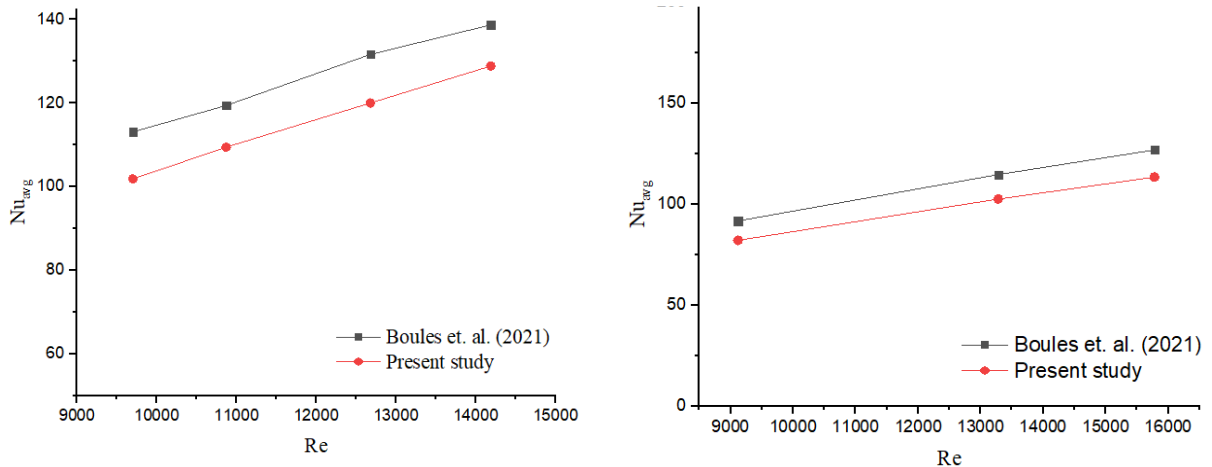 140
120
100
80
60
Nuavg
9000 10000 11000 12000 13000 14000 15000
Re
Boules et. al. (2021)
Present study
150
100
50
0
Nuavg
9000 10000 11000 12000 13000 14000 15000 16000
Re
Boules et. al. (2021)
Present study